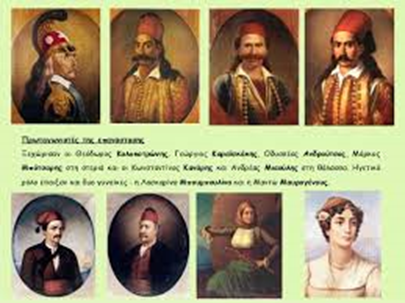 Πρωταγωνιστές της επανάστασης
Ξεχώρισαν οι Θεόδωρος Κολοκοτρώνης, Γεώργιος Καραϊσκάκης, Οδυσσέας Ανδρούτσος, Μάρκος
Μπότσαρης στη στεριά και οι Κωνσταντίνος Κανάρης και Ανδρέας Μιαούλης στη θάλασσα. Ηγετικό
ρόλο έπαιξαν και δυο γυναίκες : η Λασκαρίνα Μπουμπουλίνα και η Μαντώ Μαυρογένους.